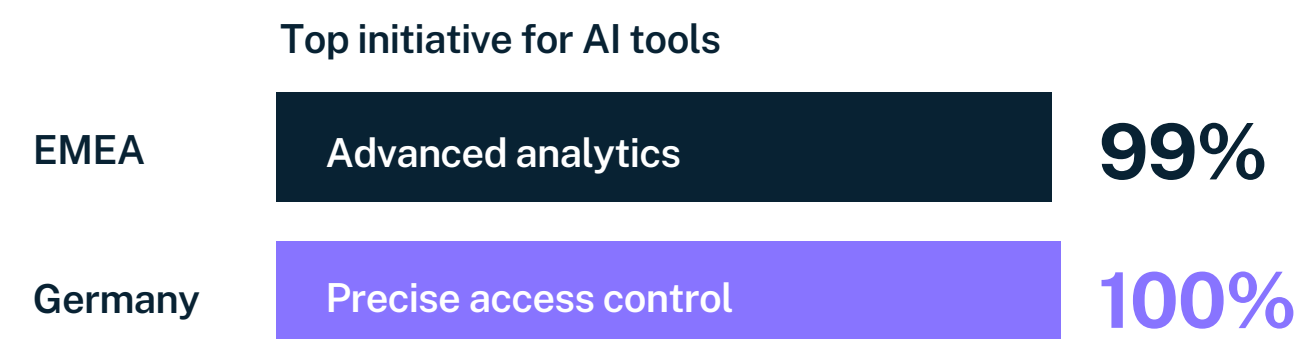 Top initiative for AI tools
EMEA
Advanced analytics
99%
Germany
Precise access control
100%